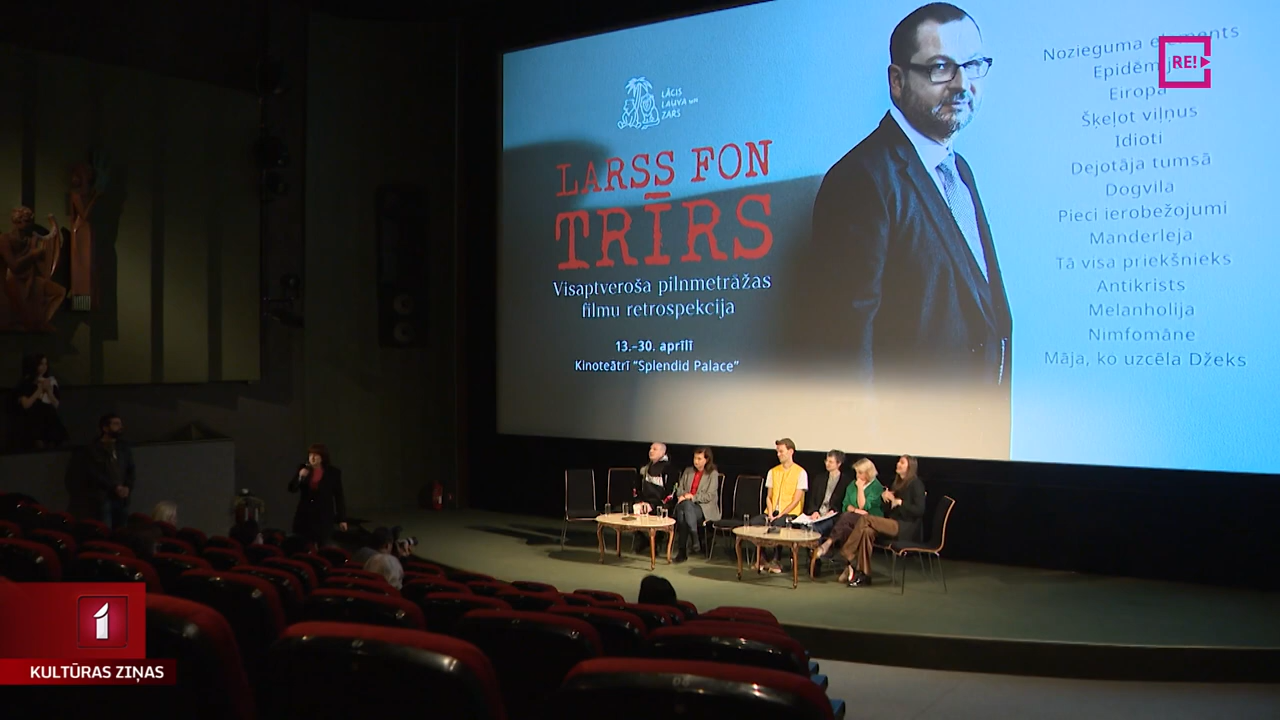 LĀCIS
LAUVA un
ZARS
LARSS FON
TRĪRS
Visaptveroša pilnmetrāžas
filmu retrospekcija
13.–30. aprīlī
Kinoteātrī "Splendid Palace"
Nozieguma elements
Eiropa
Šķeļot viļņus
Idioti
Dejotāja tumsā
Dogvila
Pieci ierobežojumi
Manderleja
Tā visa priekšnieks
Antikrists
Melanholija
Nimfomāne
Māja, ko uzcēla Džeks
RE!
1
KULTŪRAS ZIŅAS